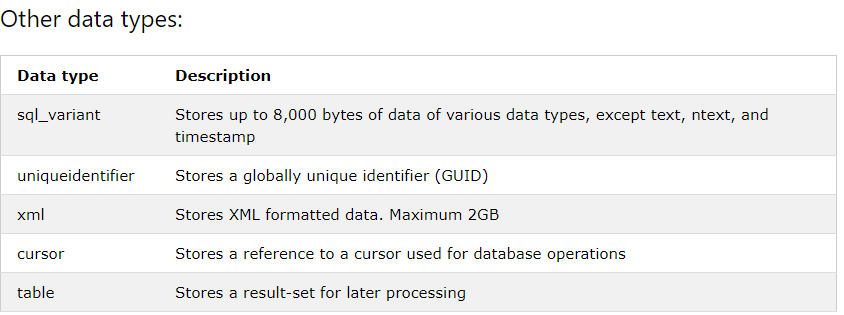 Other data types:
Data type Description
sql_variant Stores up to 8,000 bytes of data of various data types, except text, ntext, and
timestamp
uniqueidentifier Stores a globally unique identifier (GUID)
xml Stores XML formatted data. Maximum 2GB
cursor Stores a reference to a cursor used for database operations
table Stores a result-set for later processing